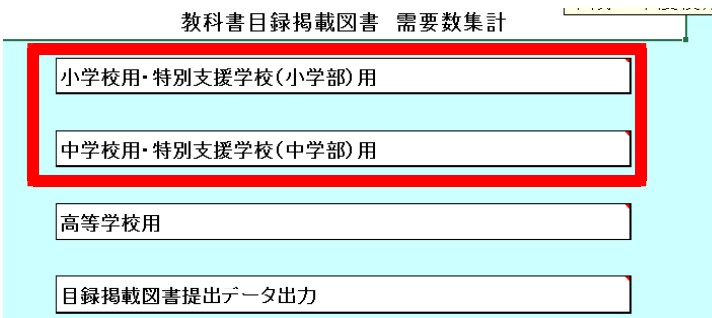 教科書目録掲載図書 需要数集計
小学校用・特別支援学校(小学部)用
中学校用・特別支援学校(中学部)用
高等学校用
目録掲載図書提出データ出力